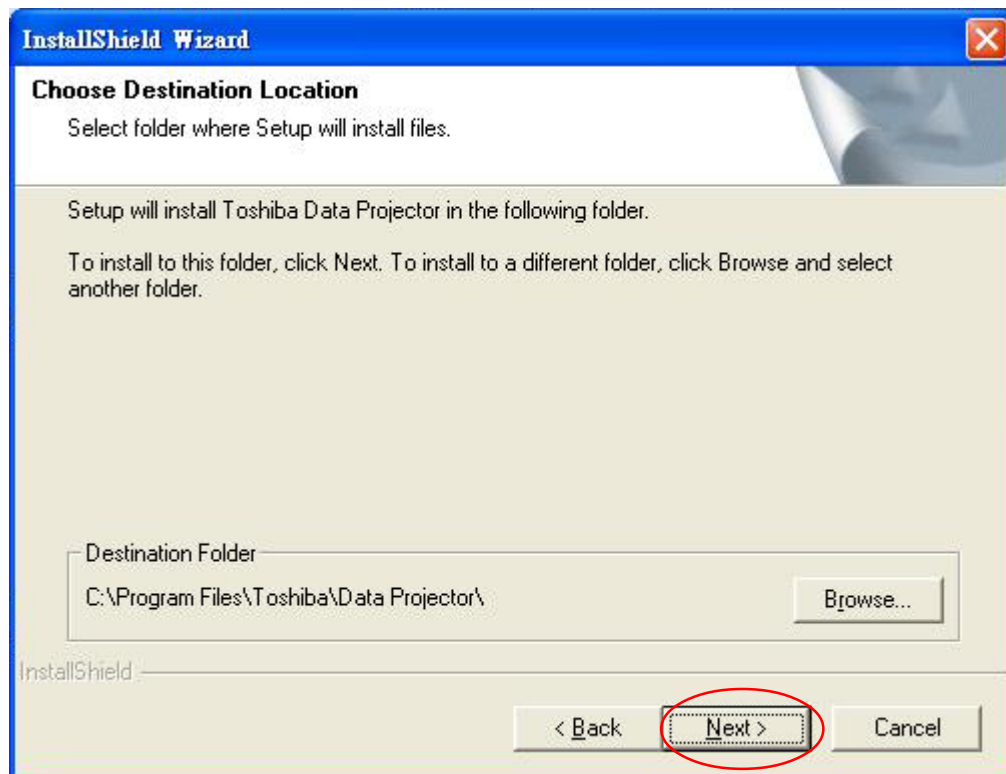 InstallShield Wizard
Choose Destination Location
Select folder where Setup will install files.
Setup will install Toshiba Data Projector in the following folder.
To install to this folder, click Next. To install to a different folder, click Browse and select
another folder.
Destination Folder
C:\Program Files\Toshiba\Data Projector\
Browse...
InstallShield
< Back
Next >
Cancel